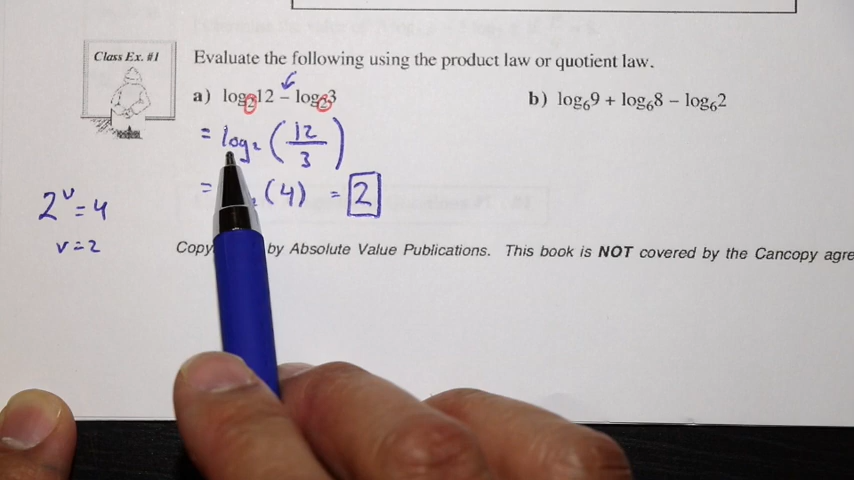 Class Ex. #1
Evaluate the following using the product law or quotient law.
a) log₂12 − log₂3
b) log₆9 + log₆8 − log₆2
= log₂ (12/3)
= ₂ (4) = 2
2ᵛ = 4
v = 2
Copy by Absolute Value Publications. This book is NOT covered by the Cancopy agre